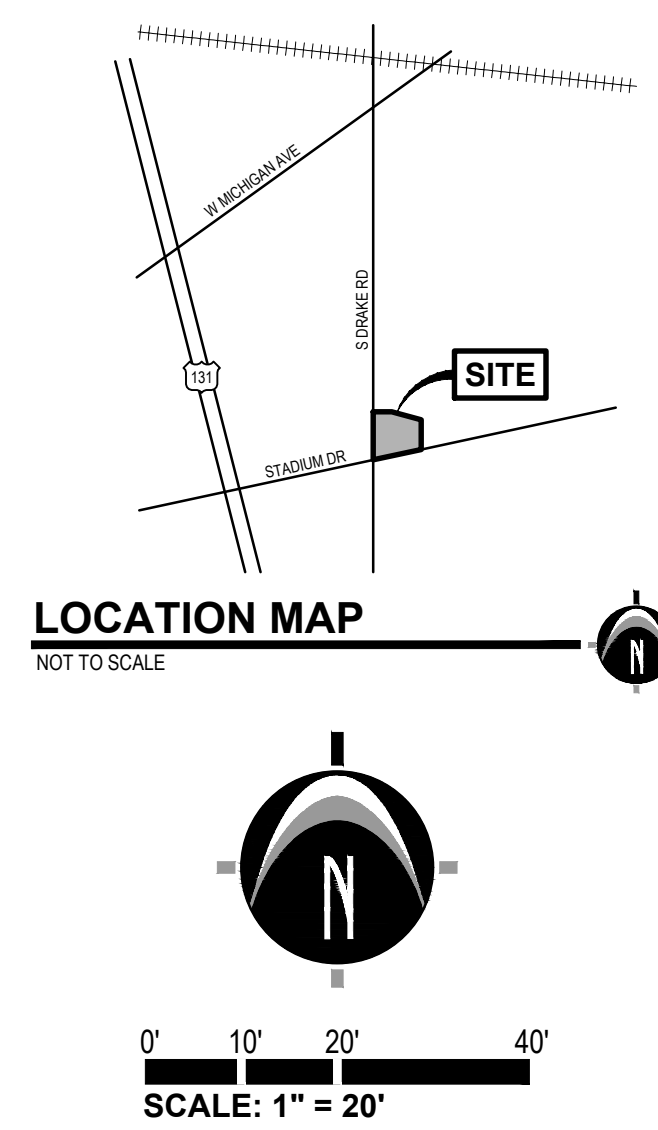 W MICHIGAN AVE
S DRAKE RD
131
SITE
STADIUM DR
LOCATION MAP
NOT TO SCALE
N
N
0' 10' 20' 40'
SCALE: 1" = 20'